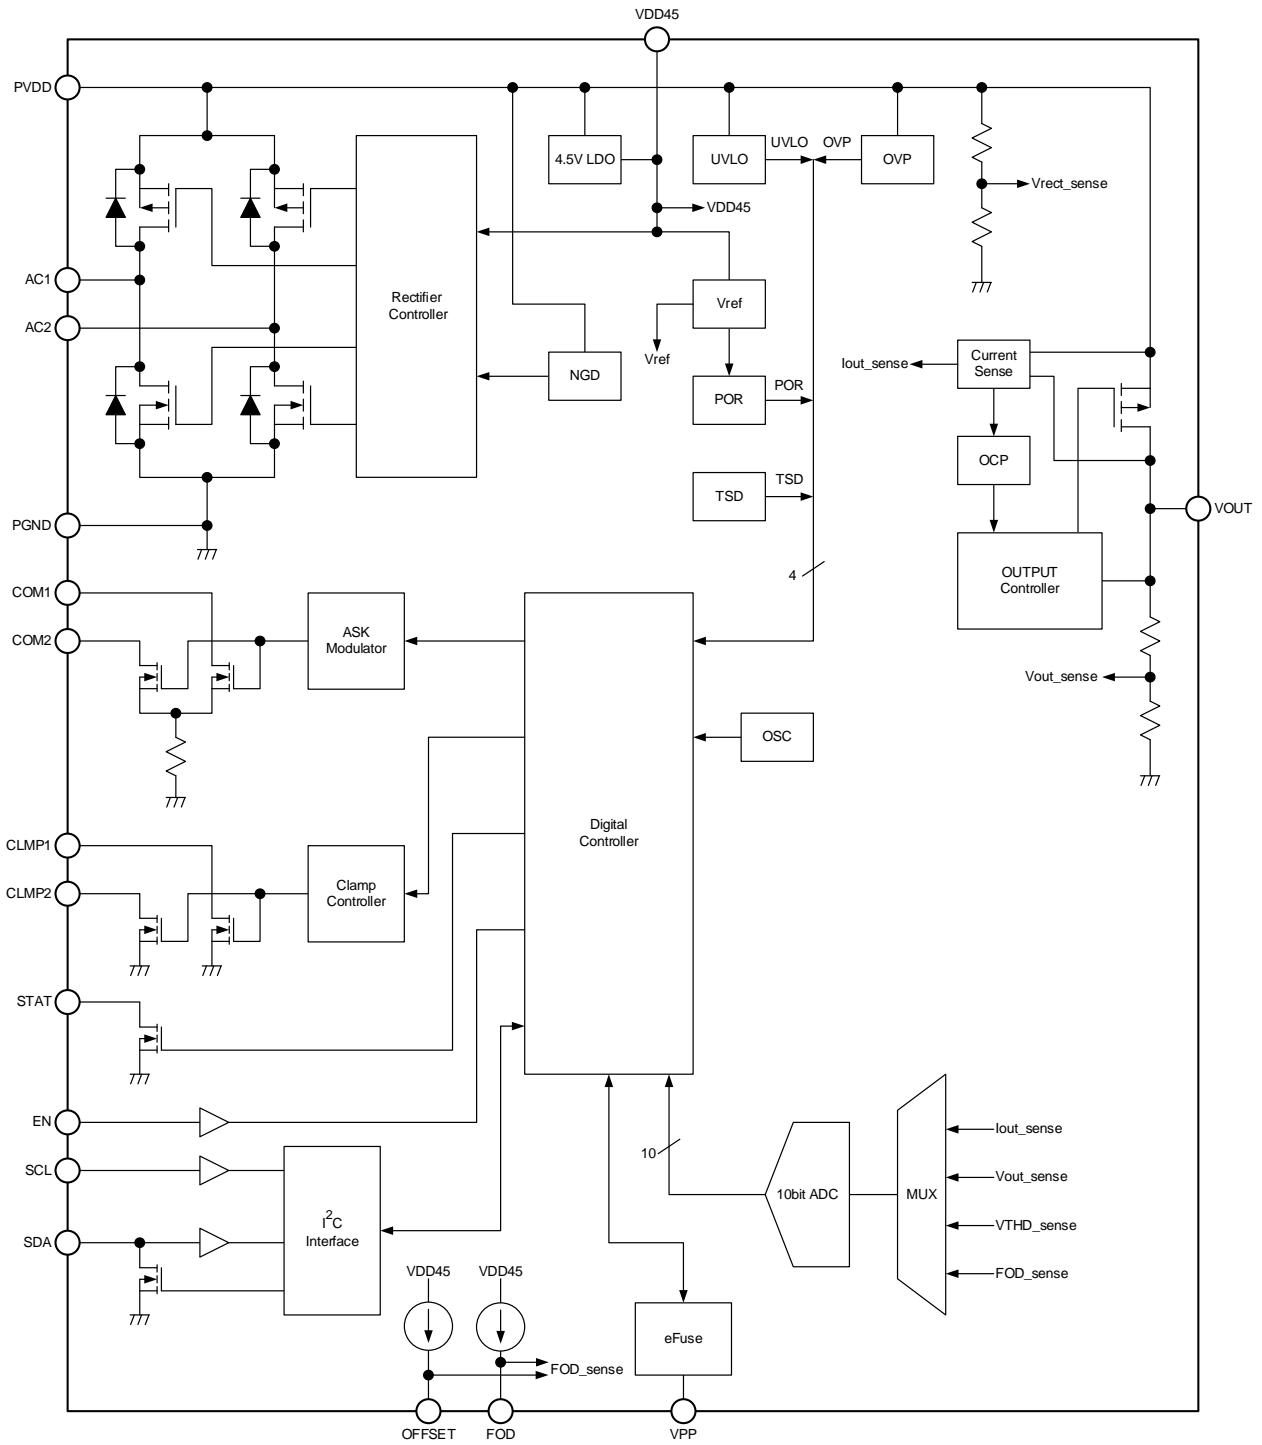 VDD45
PVDD
4.5V LDO
UVLO
UVLO
OVP
OVP
Vrect_sense
VDD45
AC1
AC2
Rectifier
Controller
Vref
Vref
NGD
POR
POR
Iout_sense
Current
Sense
OCP
TSD
TSD
PGND
VOUT
4
OUTPUT
Controller
COM1
COM2
ASK
Modulator
Vout_sense
OSC
Digital
Controller
CLMP1
CLMP2
Clamp
Controller
STAT
EN
SCL
SDA
I2C
Interface
10
10bit ADC
MUX
Iout_sense
Vout_sense
VTHD_sense
FOD_sense
VDD45
VDD45
eFuse
FOD_sense
OFFSET
FOD
VPP